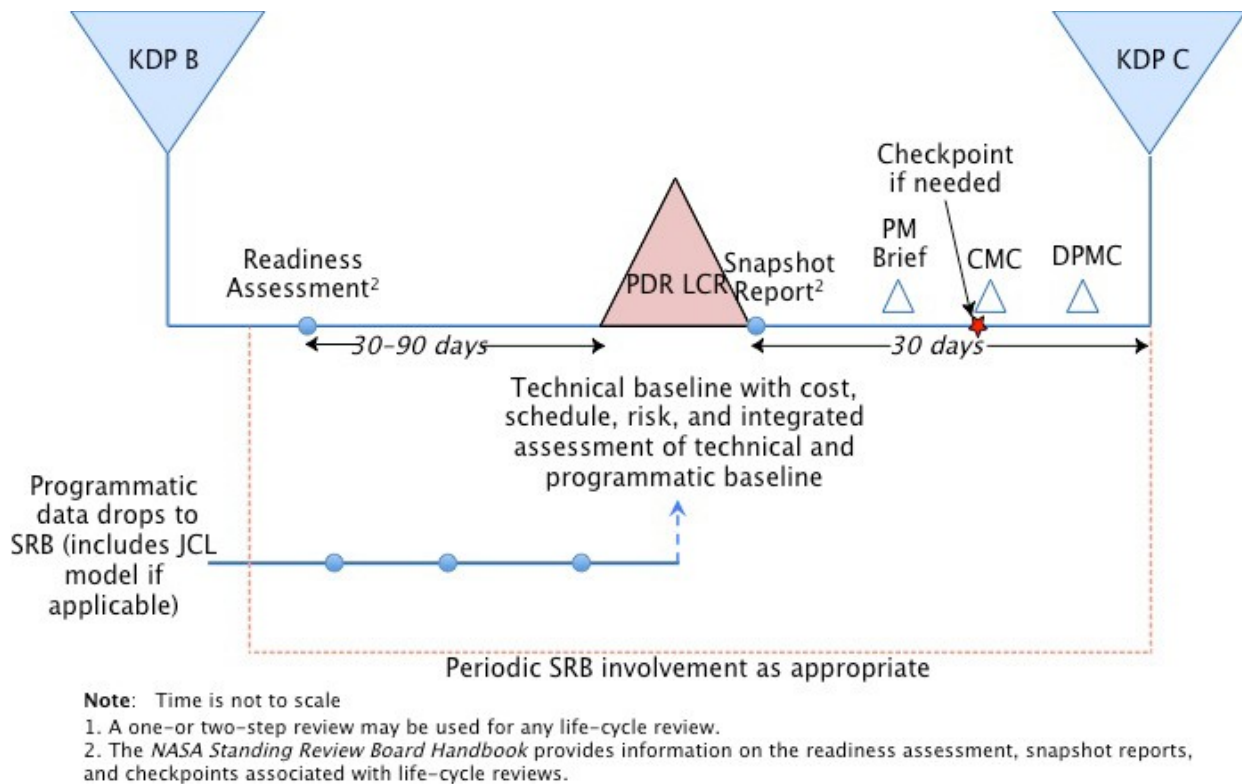 KDP B
KDP C
Checkpoint
if needed
PM
Brief
CMC
DPMC
Readiness
Assessment2
PDR LCR
Snapshot
Report2
30-90 days
30 days
Technical baseline with cost,
schedule, risk, and integrated
assessment of technical and
programmatic baseline
Programmatic
data drops to
SRB (includes JCL
model if
applicable)
Periodic SRB involvement as appropriate
Note: Time is not to scale
1. A one-or two-step review may be used for any life-cycle review.
2. The NASA Standing Review Board Handbook provides information on the readiness assessment, snapshot reports,
and checkpoints associated with life-cycle reviews.